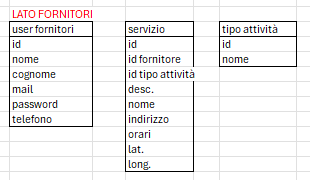 LATO FORNITORI
user fornitori
id
nome
cognome
mail
password
telefono
servizio
id
id fornitore
id tipo attività
desc.
nome
indirizzo
orari
lat.
long.
tipo attività
id
nome